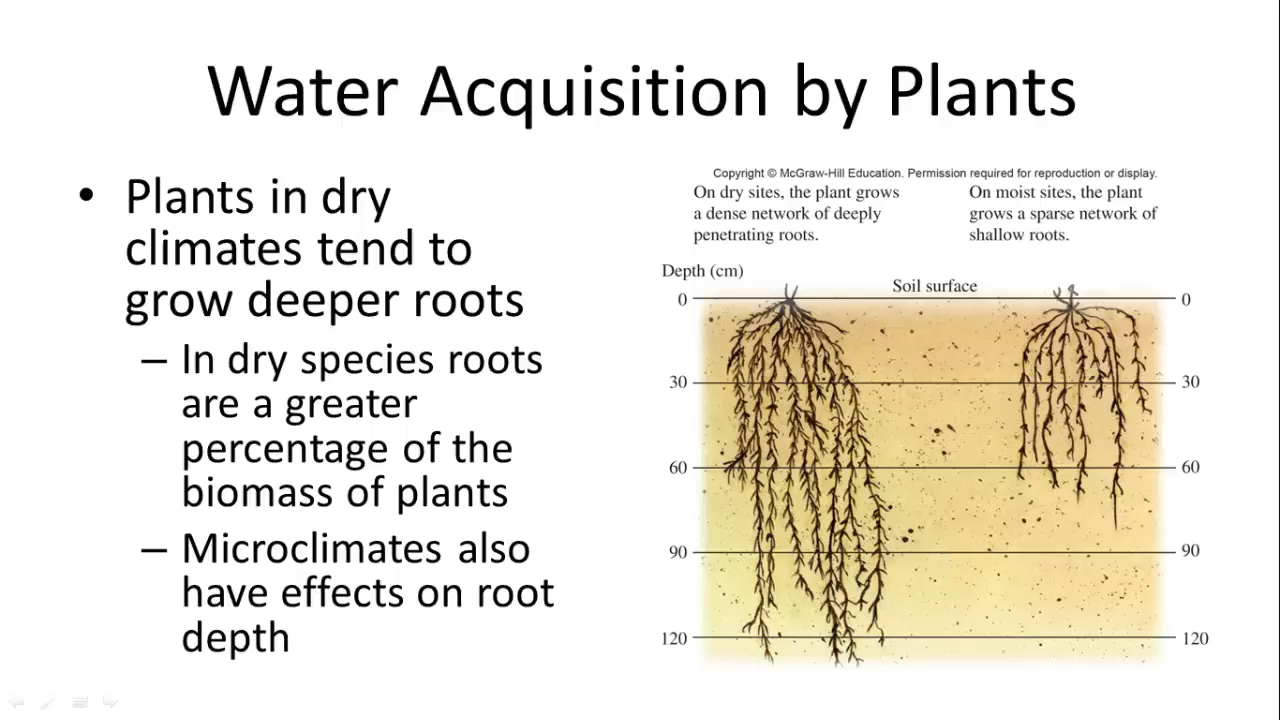 Water Acquisition by Plants
• Plants in dry
climates tend to
grow deeper roots
– In dry species roots
are a greater
percentage of the
biomass of plants
– Microclimates also
have effects on root
depth
Copyright © McGraw-Hill Education. Permission required for reproduction or display.
On dry sites, the plant grows
a dense network of deeply
penetrating roots.
On moist sites, the plant
grows a sparse network of
shallow roots.
Depth (cm)
Soil surface
0 0
30 30
60 60
90 90
120 120